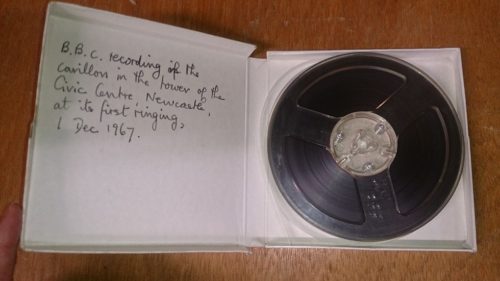 B.B.C. recording of the
carillon in the tower of the
Civic Centre, Newcastle,
at its first ringing,
1 Dec 1967.